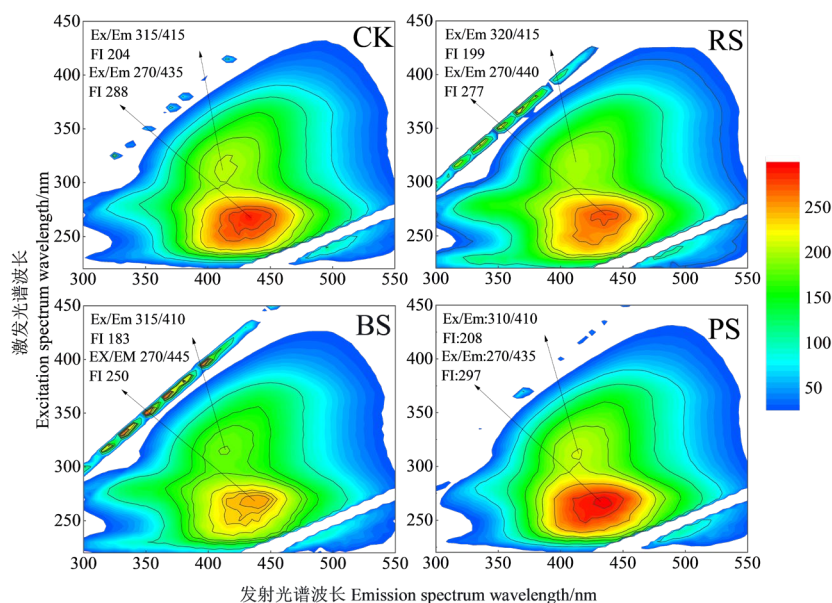 CK
Ex/Em 315/415
FI 204
Ex/Em 270/435
FI 288
450
400
350
300
250
300
350
400
450
500
550
RS
Ex/Em 320/415
FI 199
Ex/Em 270/440
FI 277
450
400
350
300
250
300
350
400
450
500
550
BS
Ex/Em 315/410
FI 183
EX/EM 270/445
FI 250
450
400
350
300
250
300
350
400
450
500
550
PS
Ex/Em:310/410
FI:208
Ex/Em:270/435
FI:297
450
400
350
300
250
300
350
400
450
500
550
250
200
150
100
50
激发光谱波长
Excitation spectrum wavelength/nm
发射光谱波长 Emission spectrum wavelength/nm